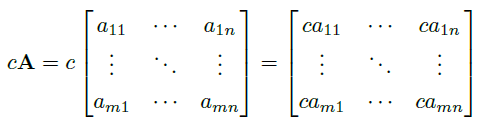 cA = c [ a₁₁ ⋯ a₁ₙ ] = [ ca₁₁ ⋯ ca₁ₙ ]
[ ⋮ ⋱ ⋮ ] [ ⋮ ⋱ ⋮ ]
[ aₘ₁ ⋯ aₘₙ ] [ caₘ₁ ⋯ caₘₙ ]